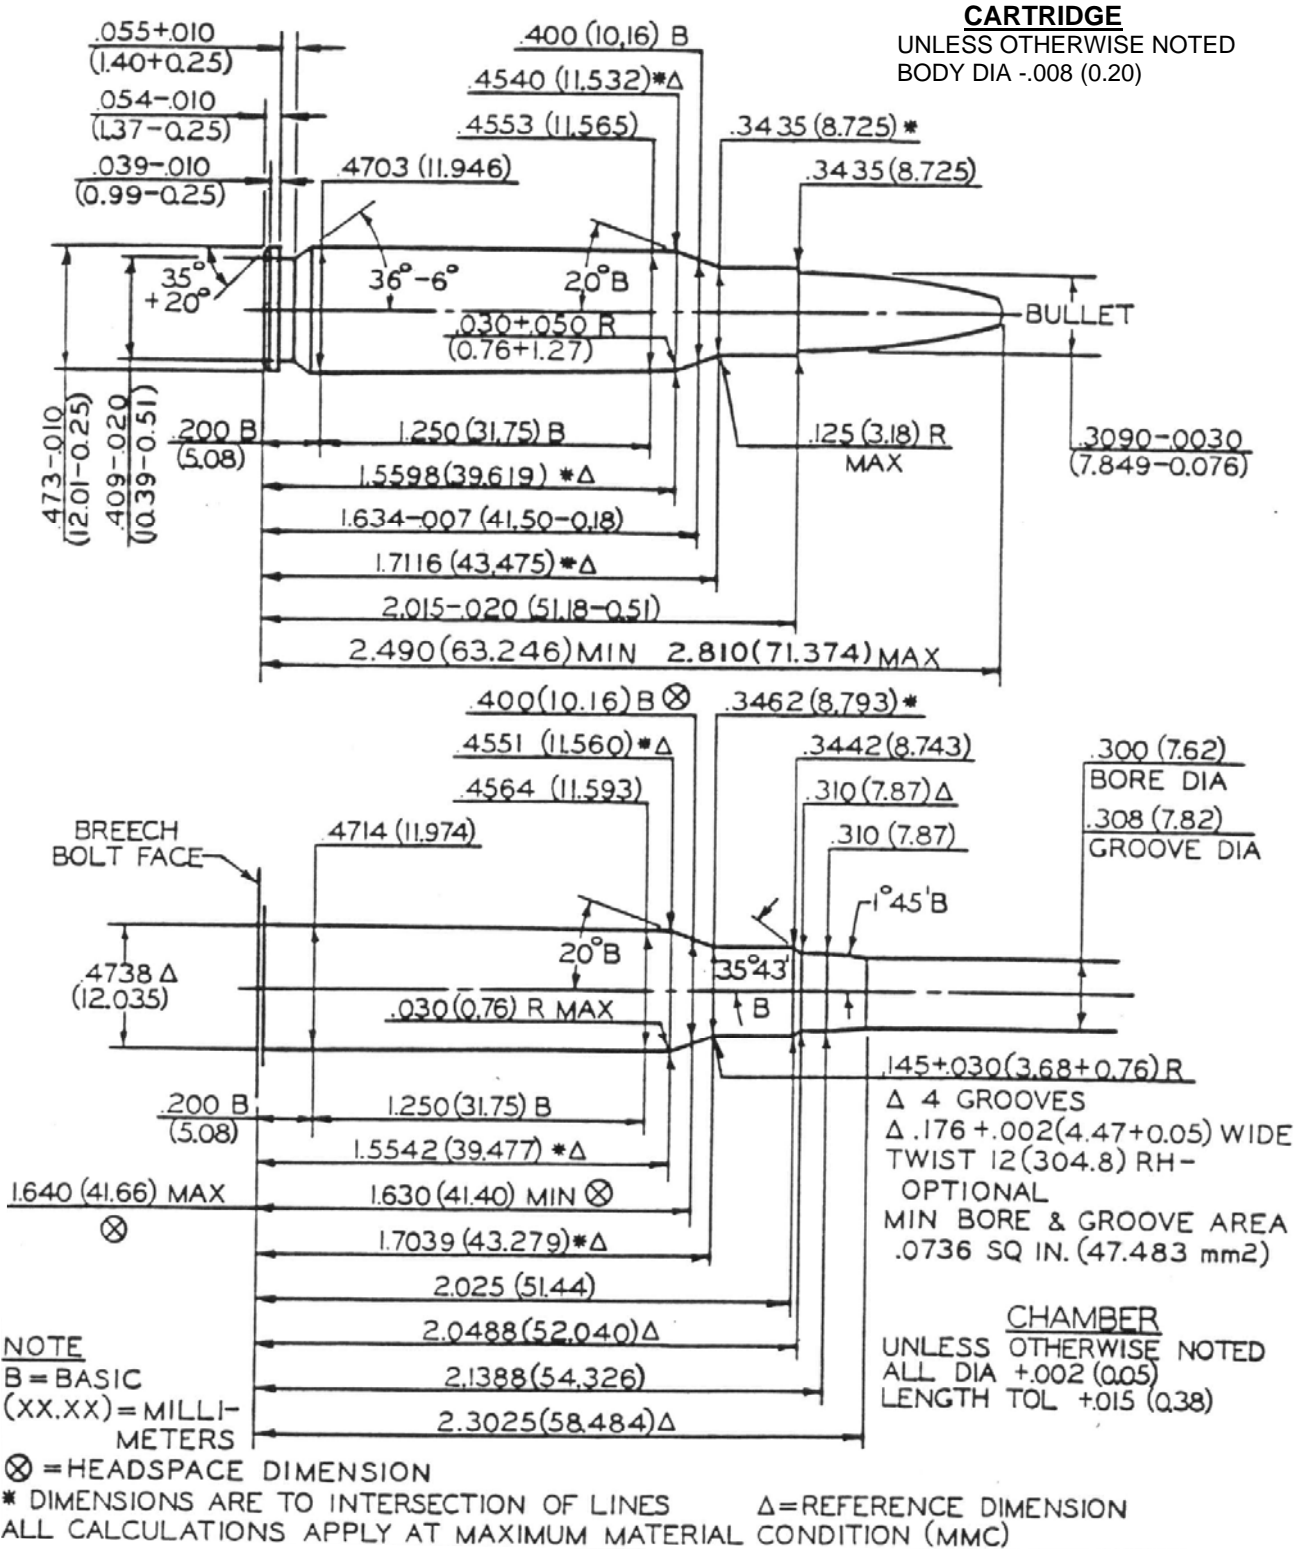 CARTRIDGE
UNLESS OTHERWISE NOTED
BODY DIA -.008 (0.20)
.055+.010
(1.40+0.25)
.054-.010
(1.37-0.25)
.039-.010
(0.99-0.25)
.400 (10,16) B
.4540 (11.532)*Δ
.4553 (11.565)
.4703 (11.946)
.3435 (8.725)*
.3435 (8.725)
35°
+20°
36°-6°
20°B
.030+.050 R
(0.76+1.27)
BULLET
.473-.010
(12.01-0.25)
.409-.020
(10.39-0.51)
.200 B
(5.08)
1.250 (31.75) B
.125 (3.18) R
MAX
.3090-.0030
(7.849-0.076)
1.5598 (39.619) *Δ
1.634-.007 (41.50-0.18)
1.7116 (43,475)*Δ
2.015-.020 (51.18-0.51)
2.490(63.246) MIN 2.810(71.374) MAX
.400(10.16) B ⊗
.3462 (8,793)*
.4551 (11.560)*Δ
.3442 (8.743)
.4564 (11.593)
.310 (7.87) Δ
.4714 (11.974)
.310 (7.87)
.300 (7.62)
BORE DIA
.308 (7.82)
GROOVE DIA
BREECH
BOLT FACE
1°45'B
20°B
35°43'
B
.4738 Δ
(12.035)
.030 (0.76) R MAX
.145+.030(3.68+0.76) R
.200 B
(5.08)
1.250 (31.75) B
Δ 4 GROOVES
Δ .176 +.002(4.47+0.05) WIDE
TWIST 12(304.8) RH-
OPTIONAL
MIN BORE & GROOVE AREA
.0736 SQ IN. (47.483 mm2)
1.5542 (39.477) *Δ
1.640 (41.66) MAX
⊗
1.630 (41.40) MIN ⊗
1.7039 (43.279)*Δ
2.025 (51.44)
2.0488(52,040) Δ
2,1388(54,326)
2.3025(58.484) Δ
CHAMBER
UNLESS OTHERWISE NOTED
ALL DIA +.002 (0.05)
LENGTH TOL +.015 (0.38)
NOTE
B = BASIC
(XX.XX) = MILLI-
METERS
⊗ = HEADSPACE DIMENSION
* DIMENSIONS ARE TO INTERSECTION OF LINES Δ=REFERENCE DIMENSION
ALL CALCULATIONS APPLY AT MAXIMUM MATERIAL CONDITION (MMC)